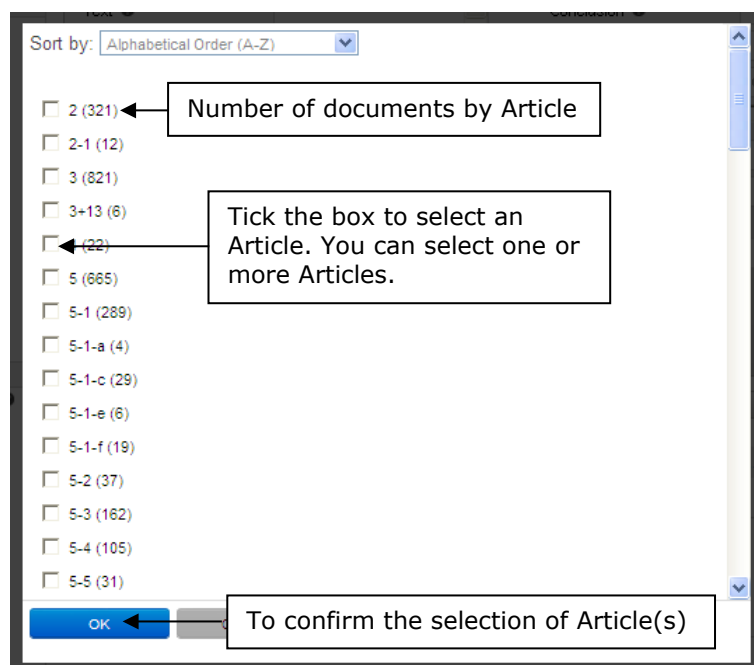 Text
Conclusion
Sort by: Alphabetical Order (A-Z)
2 (321)
Number of documents by Article
2-1 (12)
3 (821)
3+13 (6)
Tick the box to select an
Article. You can select one or
more Articles.
(22)
5 (665)
5-1 (289)
5-1-a (4)
5-1-c (29)
5-1-e (6)
5-1-f (19)
5-2 (37)
5-3 (162)
5-4 (105)
5-5 (31)
OK
To confirm the selection of Article(s)